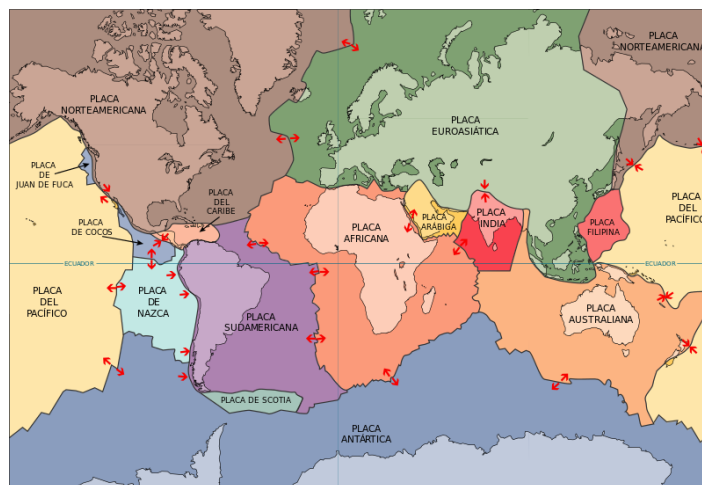 PLACA
NORTEAMERICANA
PLACA
NORTEAMERICANA
PLACA
EUROASIÁTICA
PLACA
DE
JUAN DE FUCA
PLACA
DEL
CARIBE
PLACA
DE COCOS
PLACA
AFRICANA
PLACA
ARÁBIGA
PLACA
INDIA
PLACA
FILIPINA
PLACA
DEL
PACÍFICO
ECUADOR
ECUADOR
PLACA
DEL
PACÍFICO
PLACA
DE
NAZCA
PLACA
SUDAMERICANA
PLACA
AUSTRALIANA
PLACA DE SCOTIA
PLACA
ANTÁRTICA